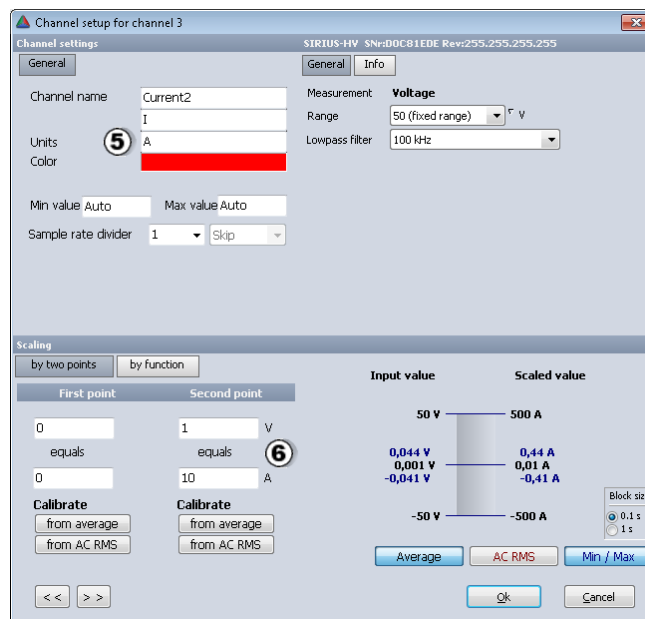 Channel setup for channel 3
Channel settings
SIRIUS-HV SNr:D0C81EDE Rev:255.255.255.255
General
General Info
Channel name Current2
I
Units 5 A
Color
Measurement Voltage
Range 50 (fixed range) V
Lowpass filter 100 kHz
Min value Auto Max value Auto
Sample rate divider 1 Skip
Scaling
by two points by function
First point Second point
0 1 V
equals equals 6
0 10 A
Calibrate Calibrate
from average from average
from AC RMS from AC RMS
Input value Scaled value
50 V 500 A
0,044 V 0,44 A
0,001 V 0,01 A
-0,041 V -0,41 A
-50 V -500 A
Block siz
0.1 s
1 s
Average AC RMS Min / Max
<< >>
Ok Cancel